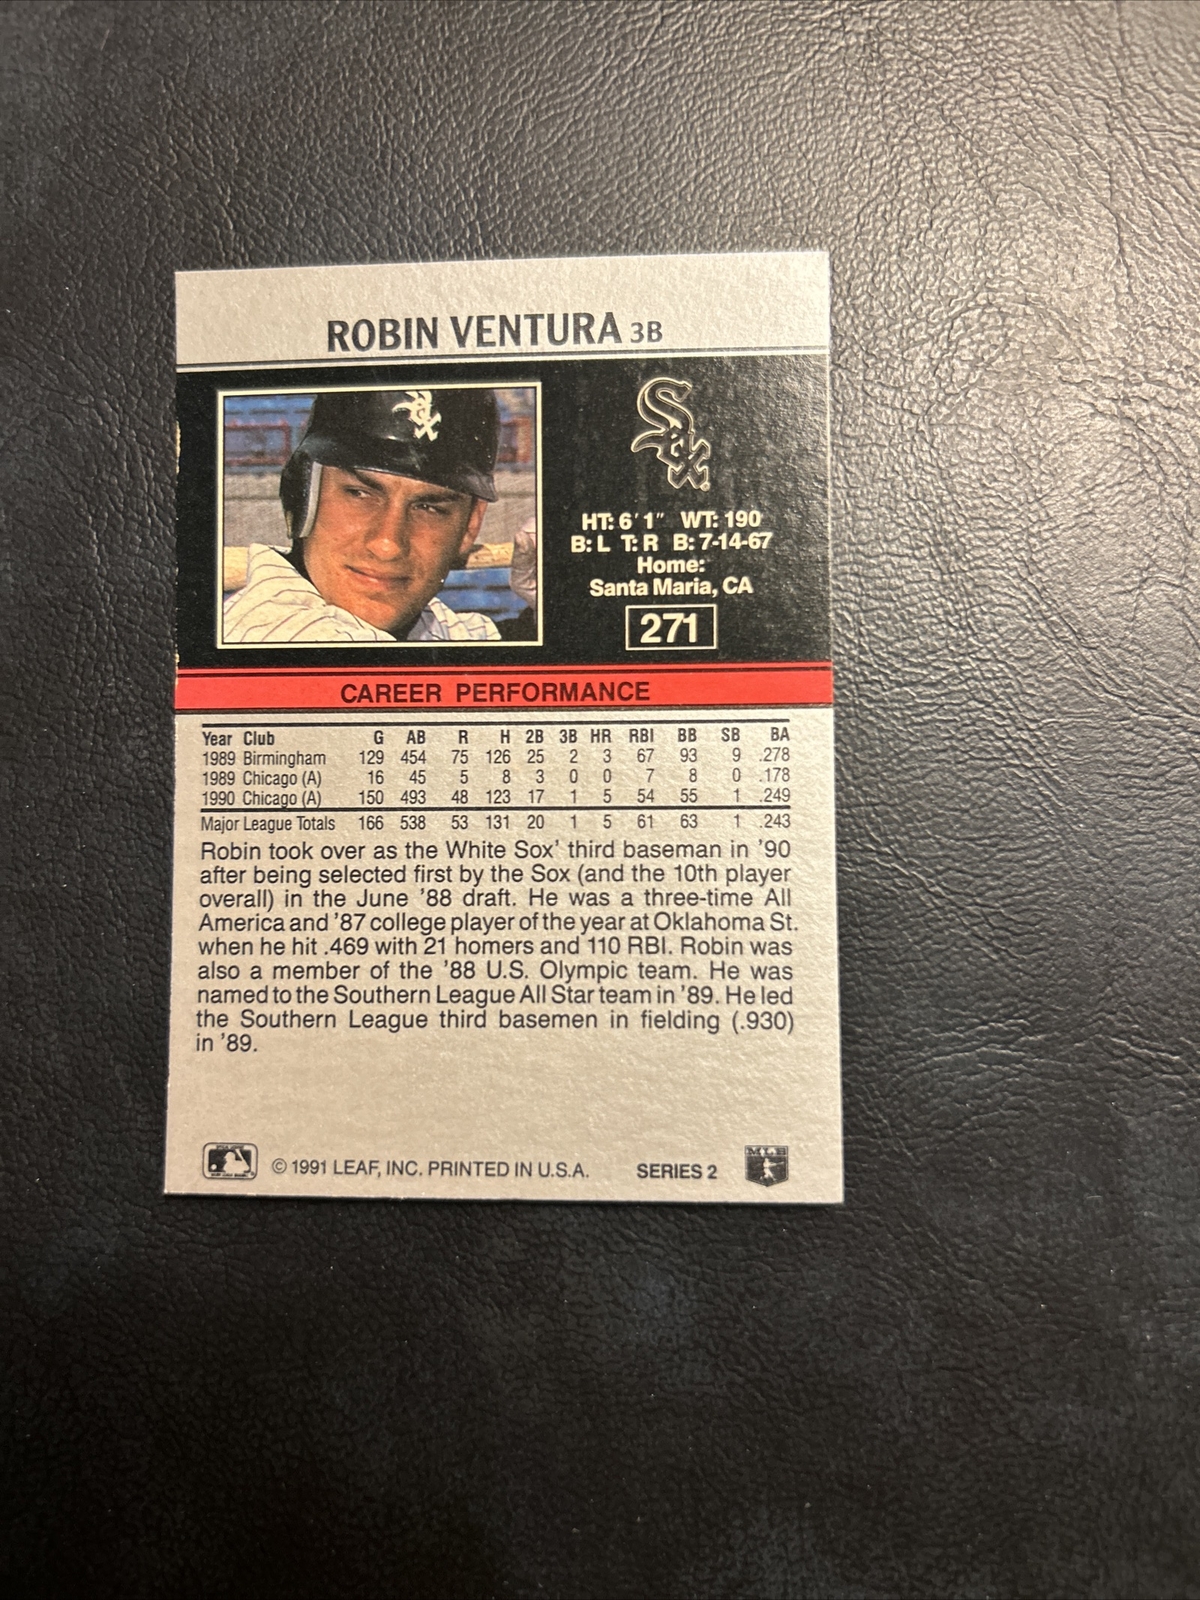 ROBIN VENTURA 3B
Sox
Sox
HT: 6' 1" WT: 190
B: L T: R B: 7-14-67
Home:
Santa Maria, CA
271
CAREER PERFORMANCE
Year Club G AB R H 2B 3B HR RBI BB SB BA
1989 Birmingham 129 454 75 126 25 2 3 67 93 9 .278
1989 Chicago (A) 16 45 5 8 3 0 0 7 8 0 .178
1990 Chicago (A) 150 493 48 123 17 1 5 54 55 1 .249
Major League Totals 166 538 53 131 20 1 5 61 63 1 .243
Robin took over as the White Sox' third baseman in '90
after being selected first by the Sox (and the 10th player
overall) in the June '88 draft. He was a three-time All
America and '87 college player of the year at Oklahoma St.
when he hit .469 with 21 homers and 110 RBI. Robin was
also a member of the '88 U.S. Olympic team. He was
named to the Southern League All Star team in '89. He led
the Southern League third basemen in fielding (.930)
in '89.
© 1991 LEAF, INC. PRINTED IN U.S.A. SERIES 2